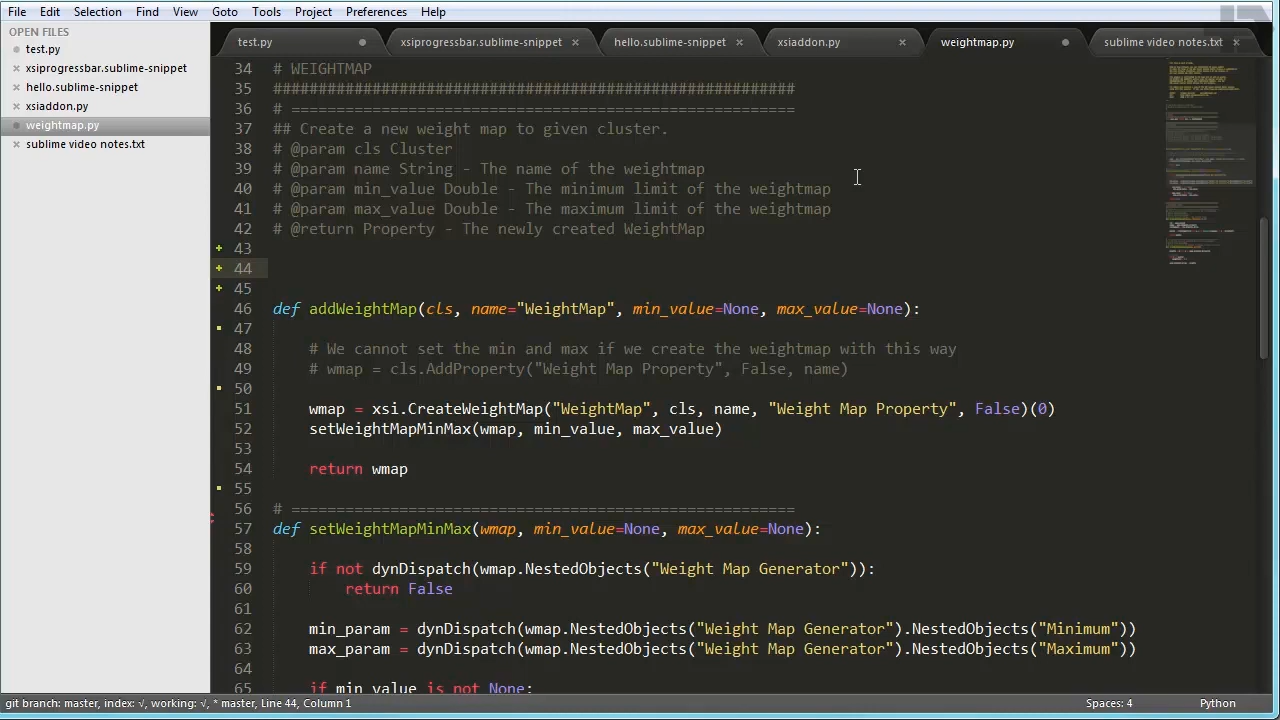 File Edit Selection Find View Goto Tools Project Preferences Help
OPEN FILES
test.py
xsiprogressbar.sublime-snippet
hello.sublime-snippet
xsiaddon.py
weightmap.py
sublime video notes.txt
test.py xsiprogressbar.sublime-snippet hello.sublime-snippet xsiaddon.py weightmap.py sublime video notes.txt
34 # WEIGHTMAP
35 ##########################################################
36 # ========================================================
37 ## Create a new weight map to given cluster.
38 # @param cls Cluster
39 # @param name String - The name of the weightmap
40 # @param min_value Double - The minimum limit of the weightmap
41 # @param max_value Double - The maximum limit of the weightmap
42 # @return Property - The newly created WeightMap
43
44
45
46 def addWeightMap(cls, name="WeightMap", min_value=None, max_value=None):
47
48 # We cannot set the min and max if we create the weightmap with this way
49 # wmap = cls.AddProperty("Weight Map Property", False, name)
50
51 wmap = xsi.CreateWeightMap("WeightMap", cls, name, "Weight Map Property", False)(0)
52 setWeightMapMinMax(wmap, min_value, max_value)
53
54 return wmap
55
56 # ========================================================
57 def setWeightMapMinMax(wmap, min_value=None, max_value=None):
58
59 if not dynDispatch(wmap.NestedObjects("Weight Map Generator")):
60 return False
61
62 min_param = dynDispatch(wmap.NestedObjects("Weight Map Generator").NestedObjects("Minimum"))
63 max_param = dynDispatch(wmap.NestedObjects("Weight Map Generator").NestedObjects("Maximum"))
64
65 if min_value is not None:
git branch: master, index: √, working: √, * master, Line 44, Column 1 Spaces: 4 Python